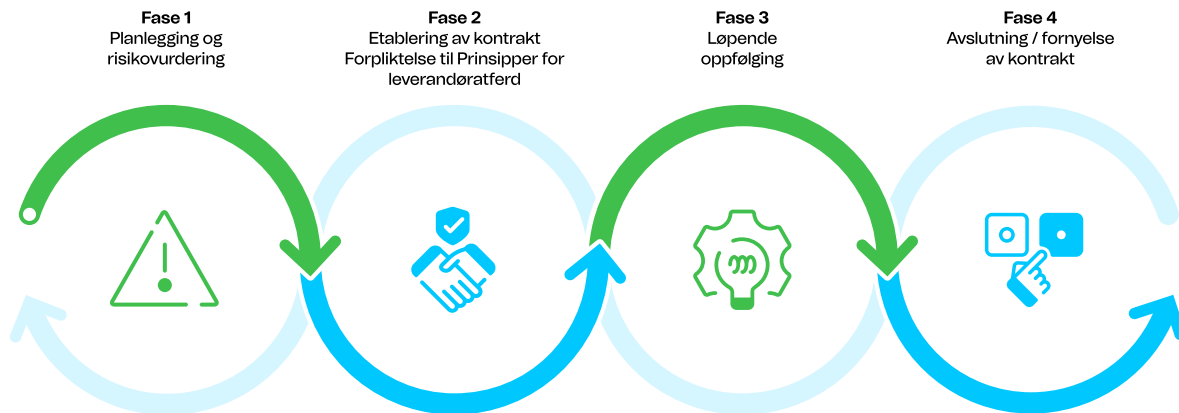 Fase 1
Planlegging og
risikovurdering
Fase 2
Etablering av kontrakt
Forpliktelse til Prinsipper for
leverandøratferd
Fase 3
Løpende
oppfølging
Fase 4
Avslutning / fornyelse
av kontrakt